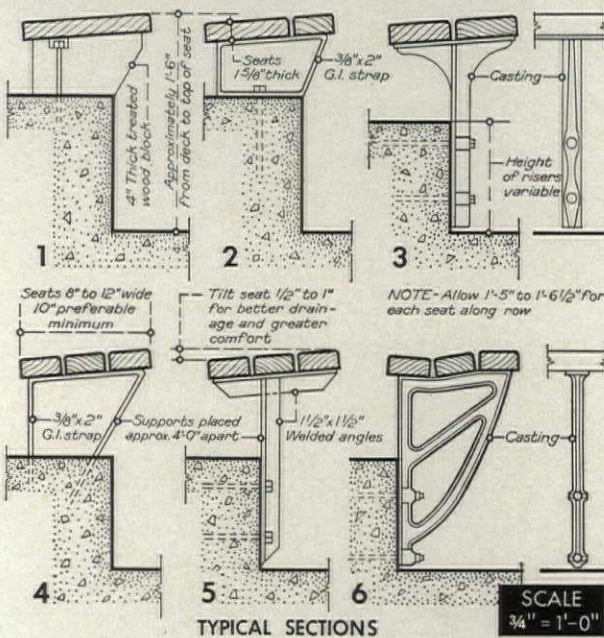 Seats
1 5/8" thick
3/8" x 2"
G.I. strap
Casting
4" Thick treated
wood block
Approximately 1'-6"
from deck to top of seat
Height
of risers
variable
1
2
3
Seats 8" to 12" wide
10" preferable
minimum
Tilt seat 1/2" to 1"
for better drain-
age and greater
comfort
NOTE - Allow 1'-5" to 1'-6 1/2" for
each seat along row
3/8" x 2"
G.I. strap
Supports placed
approx. 4'-0" apart
1 1/2" x 1 1/2"
Welded angles
Casting
4
5
6
TYPICAL SECTIONS
SCALE
3/4" = 1'-0"